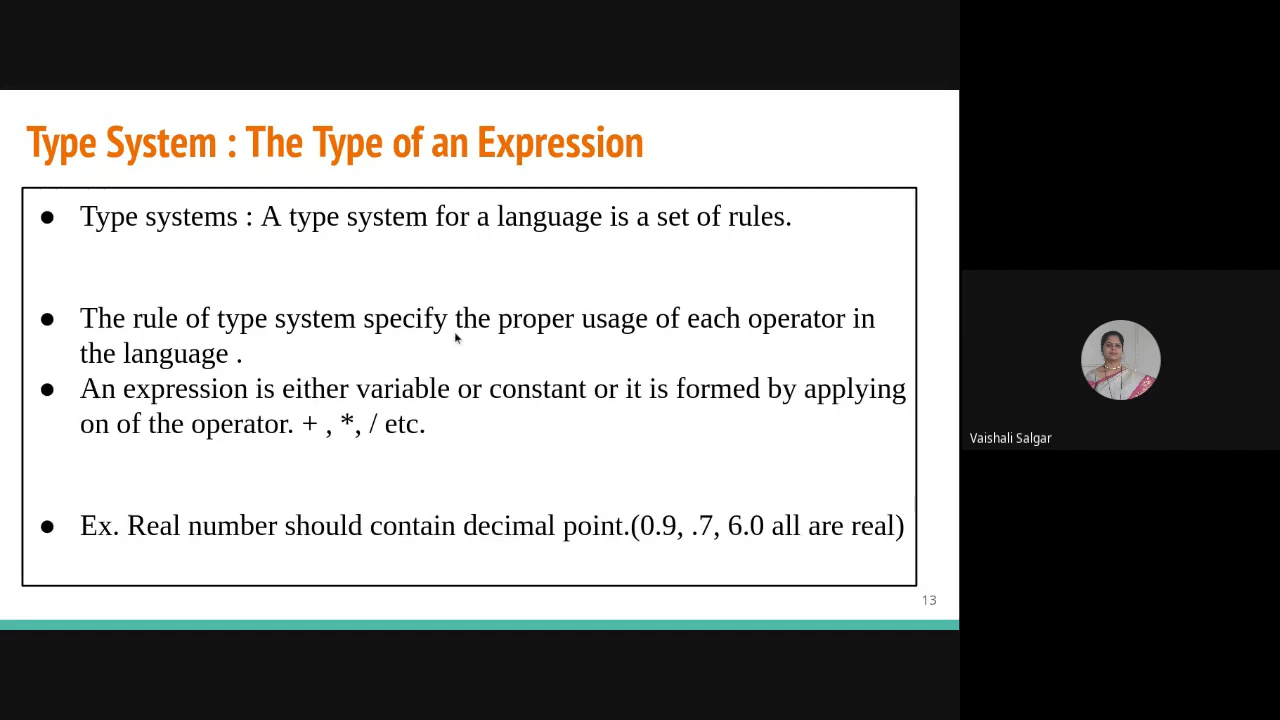 Type System : The Type of an Expression
● Type systems : A type system for a language is a set of rules.
● The rule of type system specify the proper usage of each operator in
the language .
● An expression is either variable or constant or it is formed by applying
on of the operator. + , *, / etc.
● Ex. Real number should contain decimal point.(0.9, .7, 6.0 all are real)
13
Vaishali Salgar